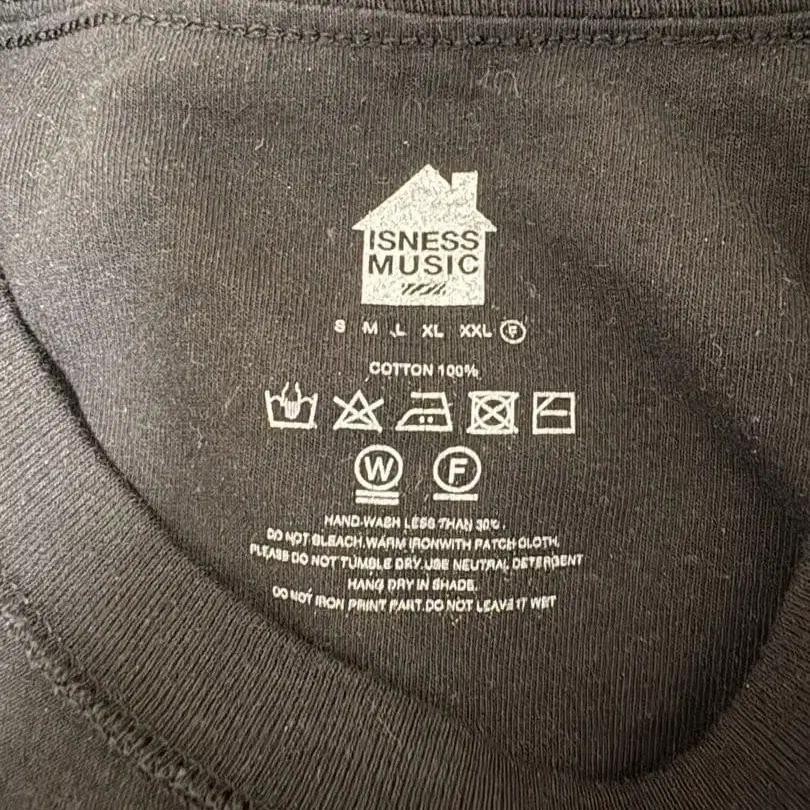 ISNESS
MUSIC
S M L XL XXL F
COTTON 100%
W F
HAND-WASH LESS THAN 30℃.
DO NOT BLEACH.WARM IRONWITH PATCH CLOTH.
PLEASE DO NOT TUMBLE DRY.USE NEUTRAL DETERGENT
HANG DRY IN SHADE.
DO NOT IRON PRINT PART.DO NOT LEAVE IT WET